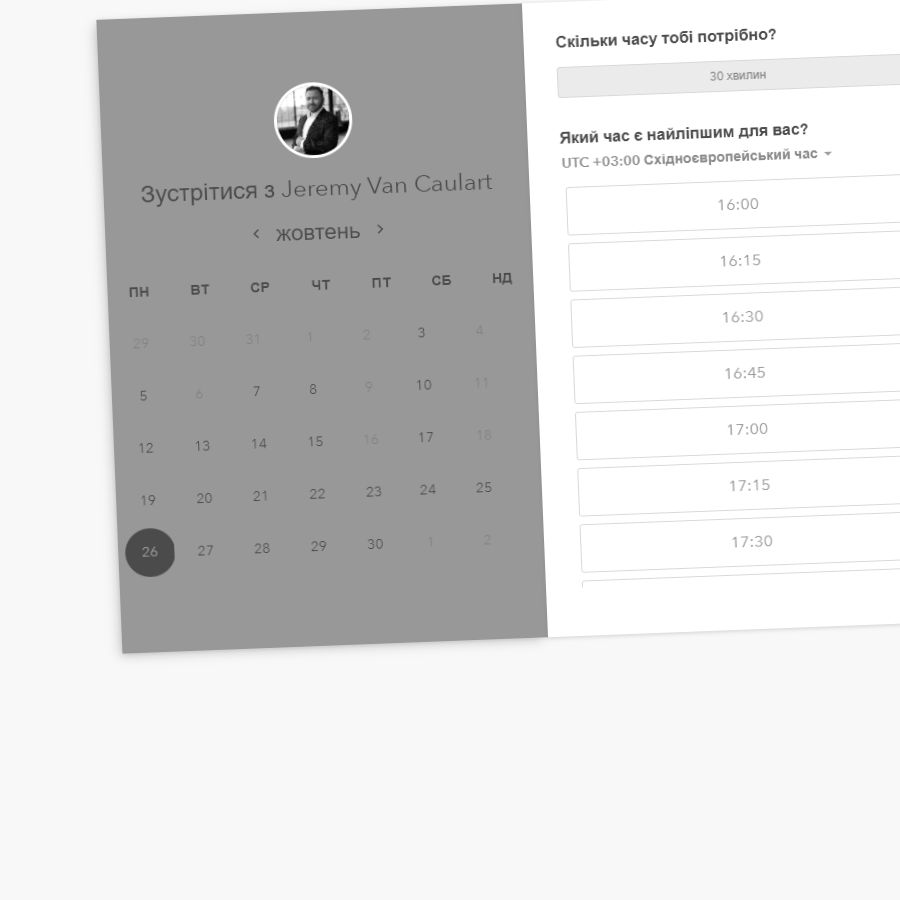 Зустрітися з Jeremy Van Caulart
‹ жовтень ›
ПН ВТ СР ЧТ ПТ СБ НД
29 30 31 1 2 3 4
5 6 7 8 9 10 11
12 13 14 15 16 17 18
19 20 21 22 23 24 25
26 27 28 29 30 1 2
Скільки часу тобі потрібно?
30 хвилин
Який час є найліпшим для вас?
UTC +03:00 Східноєвропейський час
16:00
16:15
16:30
16:45
17:00
17:15
17:30